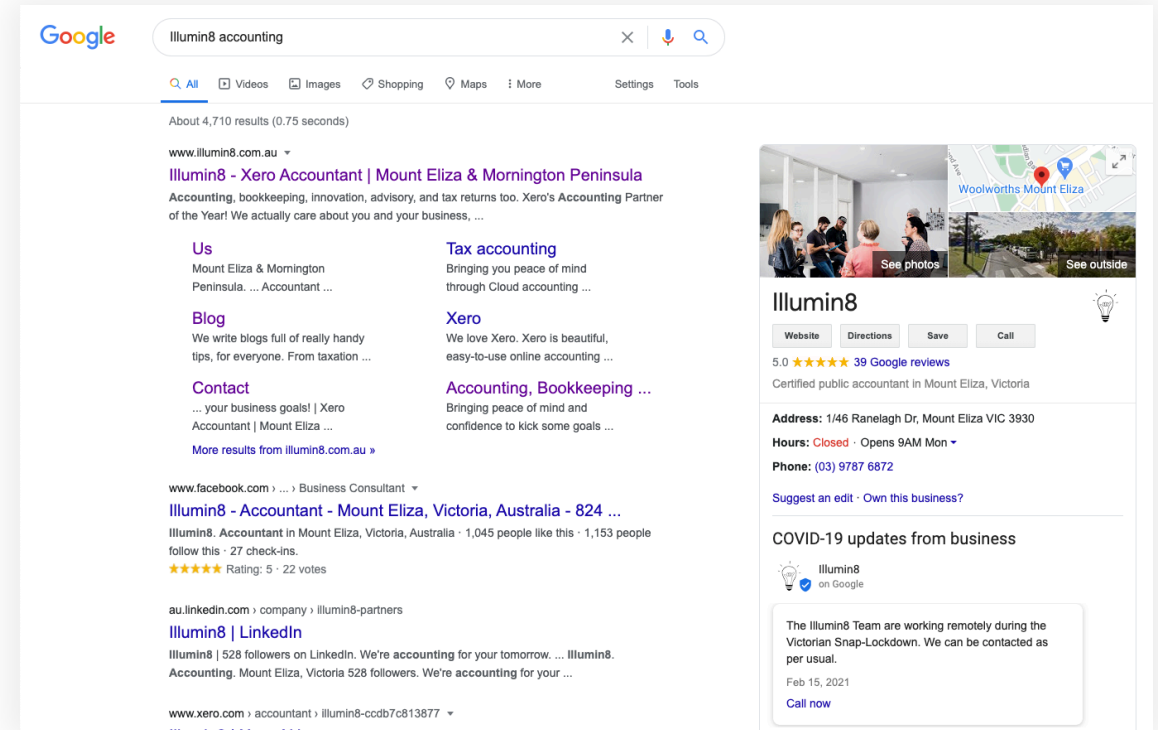 Google
Illumin8 accounting
All
Videos
Images
Shopping
Maps
More
Settings
Tools
About 4,710 results (0.75 seconds)
www.illumin8.com.au
Illumin8 - Xero Accountant | Mount Eliza & Mornington Peninsula
Accounting, bookkeeping, innovation, advisory, and tax returns too. Xero's Accounting Partner
of the Year! We actually care about you and your business, ...
Us
Mount Eliza & Mornington
Peninsula. ... Accountant ...
Tax accounting
Bringing you peace of mind
through Cloud accounting ...
Blog
We write blogs full of really handy
tips, for everyone. From taxation ...
Xero
We love Xero. Xero is beautiful,
easy-to-use online accounting ...
Contact
... your business goals! | Xero
Accountant | Mount Eliza ...
Accounting, Bookkeeping ...
Bringing peace of mind and
confidence to kick some goals ...
More results from illumin8.com.au »
www.facebook.com › ... › Business Consultant
Illumin8 - Accountant - Mount Eliza, Victoria, Australia - 824 ...
Illumin8. Accountant in Mount Eliza, Victoria, Australia · 1,045 people like this · 1,153 people
follow this · 27 check-ins.
★★★★★ Rating: 5 · 22 votes
au.linkedin.com › company › illumin8-partners
Illumin8 | LinkedIn
Illumin8 | 528 followers on LinkedIn. We're accounting for your tomorrow. ... Illumin8.
Accounting. Mount Eliza, Victoria 528 followers. We're accounting for your ...
www.xero.com › accountant › illumin8-ccdb7c813877
Woolworths Mount Eliza
See photos
See outside
Illumin8
Website
Directions
Save
Call
5.0 ★★★★★ 39 Google reviews
Certified public accountant in Mount Eliza, Victoria
Address: 1/46 Ranelagh Dr, Mount Eliza VIC 3930
Hours: Closed · Opens 9AM Mon
Phone: (03) 9787 6872
Suggest an edit · Own this business?
COVID-19 updates from business
Illumin8
on Google
The Illumin8 Team are working remotely during the
Victorian Snap-Lockdown. We can be contacted as
per usual.
Feb 15, 2021
Call now